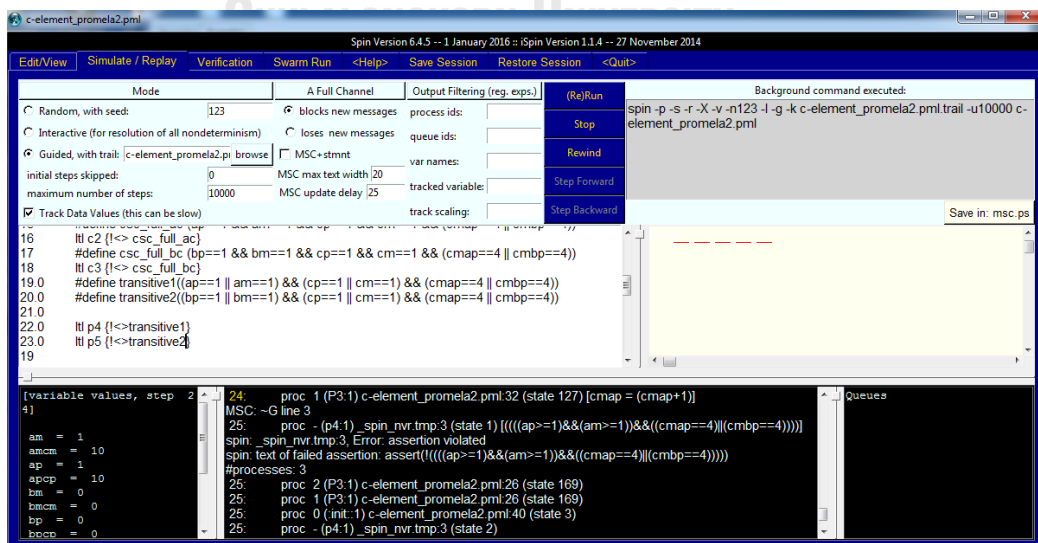 c-element_promela2.pml
Spin Version 6.4.5 -- 1 January 2016 :: iSpin Version 1.1.4 -- 27 November 2014
Edit/View Simulate / Replay Verification Swarm Run <Help> Save Session Restore Session <Quit>
Mode
Random, with seed: 123
Interactive (for resolution of all nondeterminism)
Guided, with trail: c-element_promela2.p browse
initial steps skipped: 0
maximum number of steps: 10000
Track Data Values (this can be slow)
A Full Channel
blocks new messages
loses new messages
MSC+stmnt
MSC max text width 20
MSC update delay 25
Output Filtering (reg. exps.)
process ids:
queue ids:
var names:
tracked variable:
track scaling:
(Re)Run
Stop
Rewind
Step Forward
Step Backward
Background command executed:
spin -p -s -r -X -v -n123 -l -g -k c-element_promela2.pml.trail -u10000 c-
element_promela2.pml
Save in: msc.ps
16 ltl c2 {!<> csc_full_ac}
17 #define csc_full_bc (bp==1 && bm==1 && cp==1 && cm==1 && (cmap==4 || cmbp==4))
18 ltl c3 {!<> csc_full_bc}
19.0 #define transitive1((ap==1 || am==1) && (cp==1 || cm==1) && (cmap==4 || cmbp==4))
20.0 #define transitive2((bp==1 || bm==1) && (cp==1 || cm==1) && (cmap==4 || cmbp==4))
21.0
22.0 ltl p4 {!<>transitive1}
23.0 ltl p5 {!<>transitive2}
19
[variable values, step 2
4]
am = 1
amcm = 10
ap = 1
apcp = 10
bm = 0
bmcm = 0
bp = 0
bpcp = 0
24: proc 1 (P3:1) c-element_promela2.pml:32 (state 127) [cmap = (cmap+1)]
MSC: ~G line 3
25: proc - (p4:1) _spin_nvr.tmp:3 (state 1) [((((ap>=1)&&(am>=1))&&((cmap==4)||(cmbp==4))))]
spin: _spin_nvr.tmp:3, Error: assertion violated
spin: text of failed assertion: assert(!((((ap>=1)&&(am>=1))&&((cmap==4)||(cmbp==4)))))
#processes: 3
25: proc 2 (P3:1) c-element_promela2.pml:26 (state 169)
25: proc 1 (P3:1) c-element_promela2.pml:26 (state 169)
25: proc 0 (:init::1) c-element_promela2.pml:40 (state 3)
25: proc - (p4:1) _spin_nvr.tmp:3 (state 2)
Queues